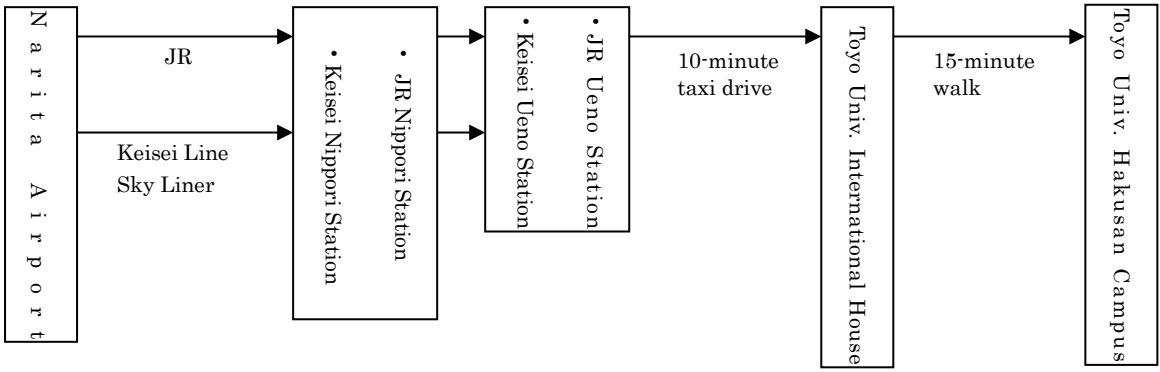 Narita Airport
JR
Keisei Line
Sky Liner
• JR Nippori Station
• Keisei Nippori Station
• JR Ueno Station
• Keisei Ueno Station
10-minute
taxi drive
Toyo Univ. International House
15-minute
walk
Toyo Univ. Hakusan Campus